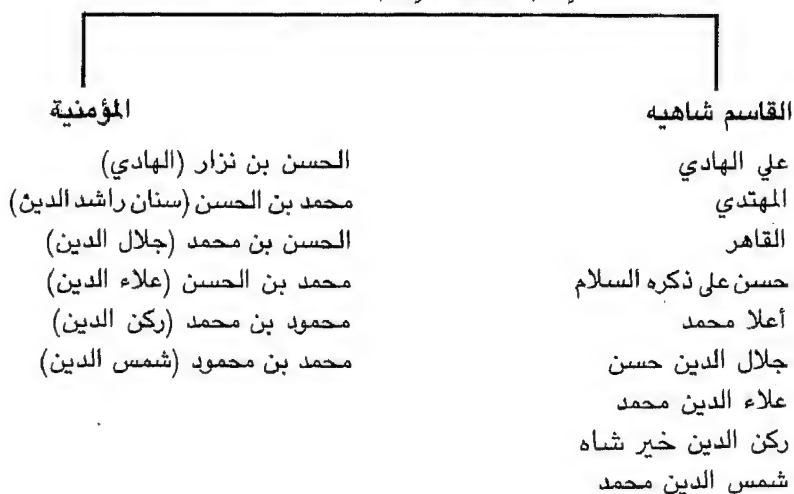 القاسم شاهيه
علي الهادي
المهتدي
القاهر
حسن على ذكره السلام
أعلا محمد
جلال الدين حسن
علاء الدين محمد
ركن الدين خير شاه
شمس الدين محمد
المؤمنية
الحسن بن نزار (الهادي)
محمد بن الحسن (سنان راشد الدين)
الحسن بن محمد (جلال الدين)
محمد بن الحسن (علاء الدين)
محمود بن محمد (ركن الدين)
محمد بن محمود (شمس الدين)